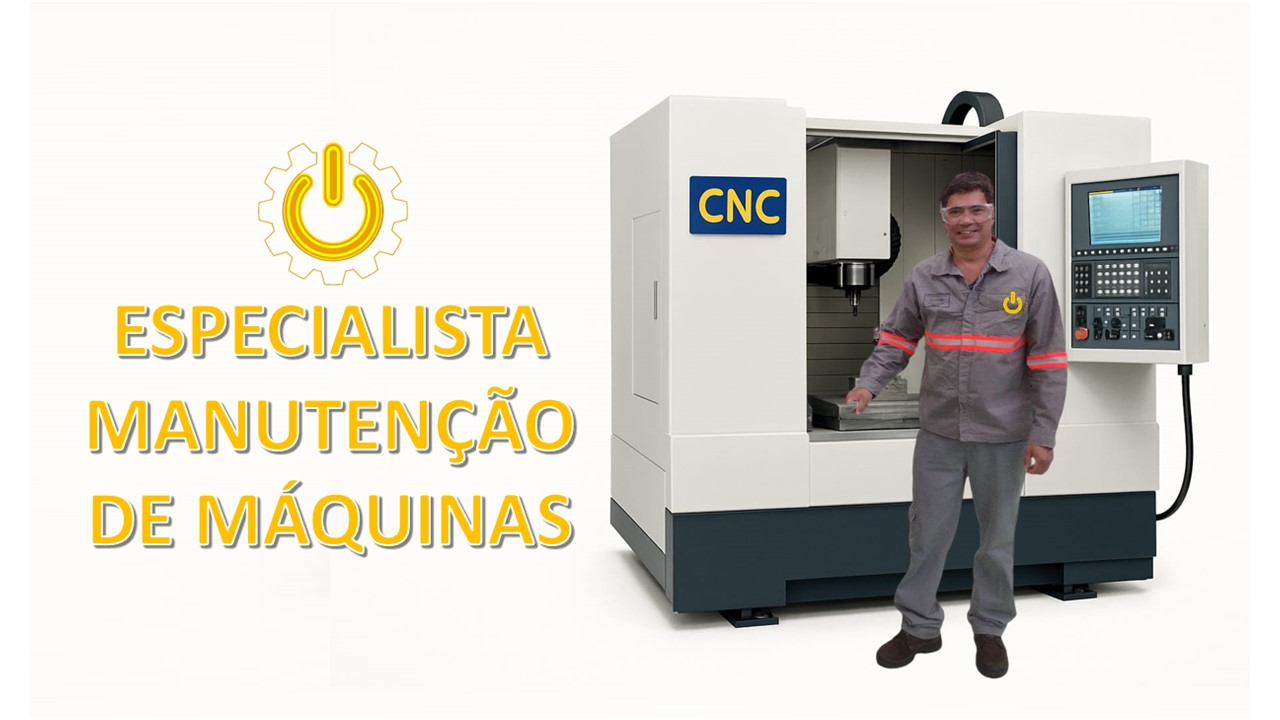 ESPECIALISTA
MANUTENÇÃO
DE MÁQUINAS
CNC